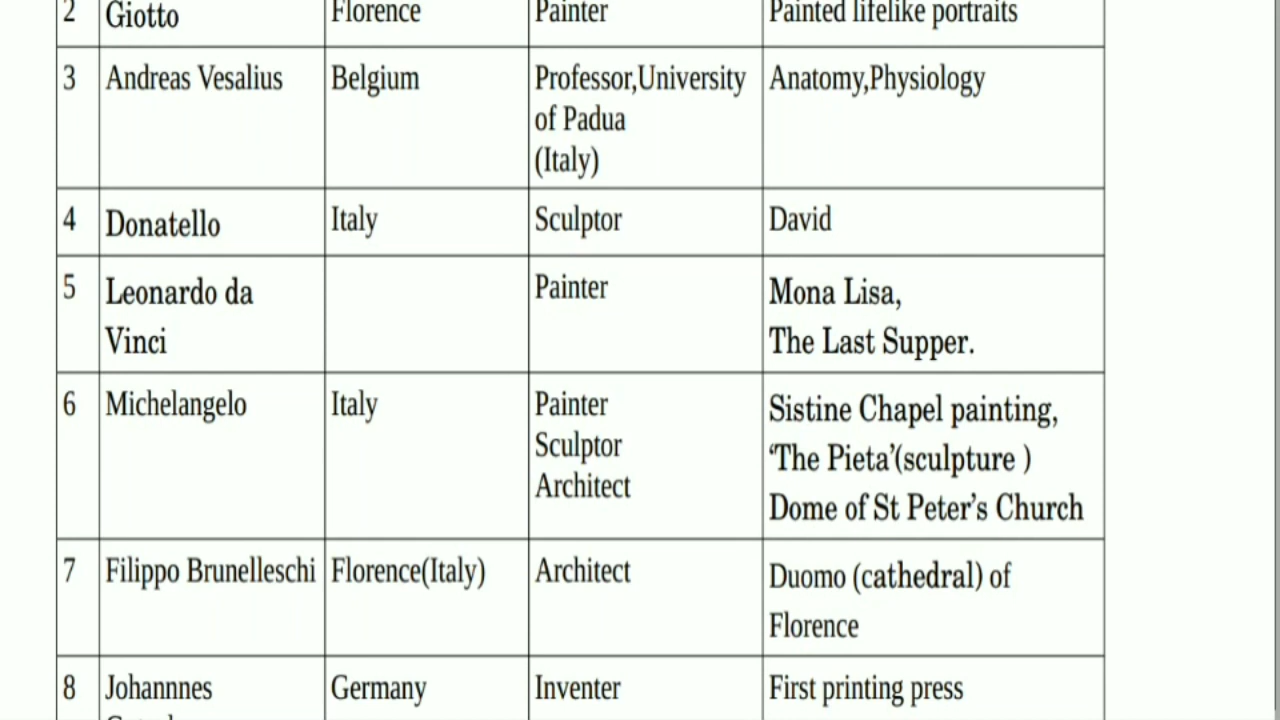 2 Giotto Florence Painter Painted lifelike portraits
3 Andreas Vesalius Belgium Professor,University Anatomy,Physiology
of Padua
(Italy)
4 Donatello Italy Sculptor David
5 Leonardo da Painter Mona Lisa,
Vinci The Last Supper.
6 Michelangelo Italy Painter Sistine Chapel painting,
Sculptor ‘The Pieta’(sculpture )
Architect Dome of St Peter’s Church
7 Filippo Brunelleschi Florence(Italy) Architect Duomo (cathedral) of
Florence
8 Johannnes Germany Inventer First printing press